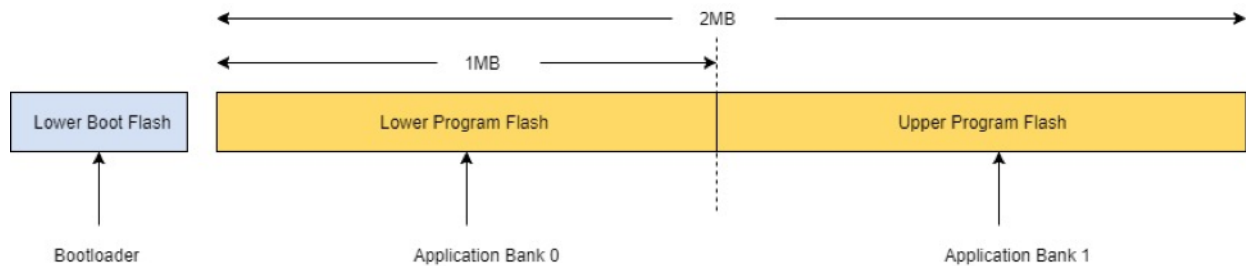 2MB
1MB
Lower Boot Flash
Lower Program Flash
Upper Program Flash
Bootloader
Application Bank 0
Application Bank 1